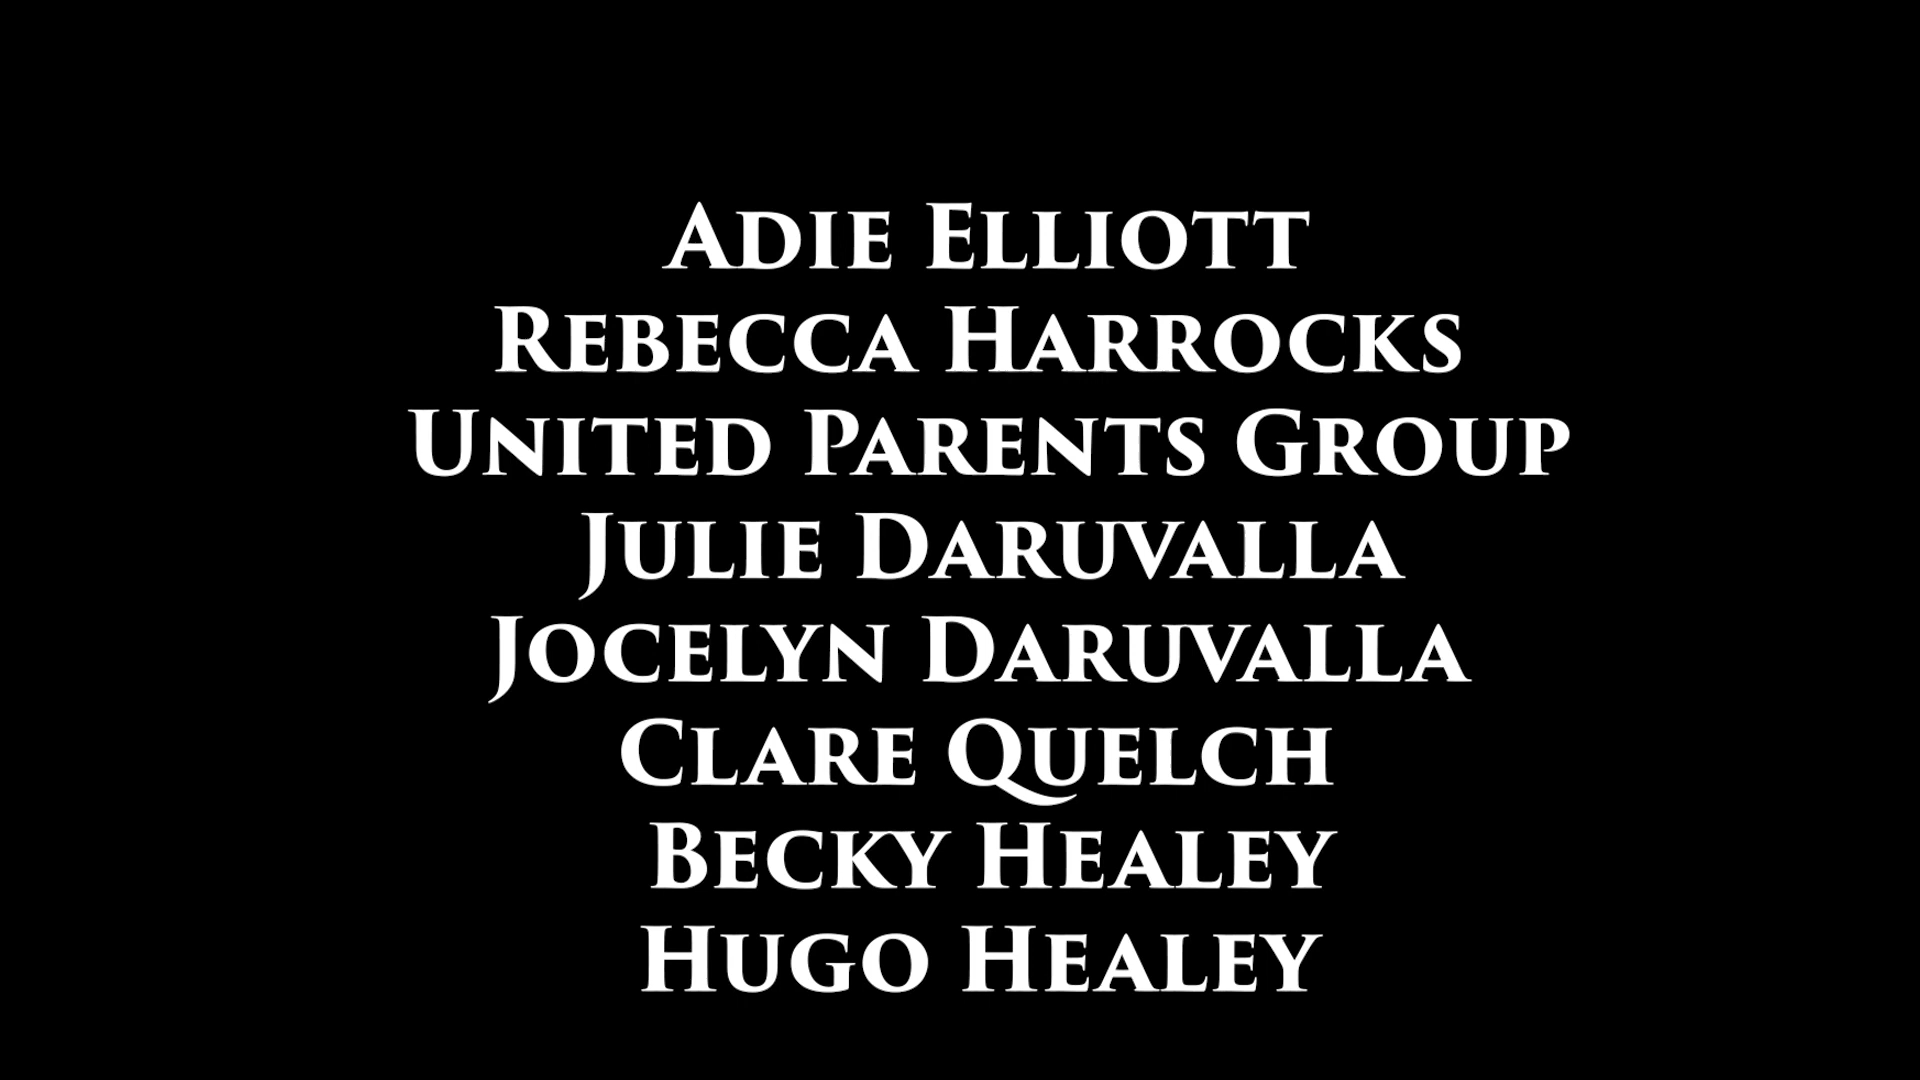 Adie Elliott
Rebecca Harrocks
United Parents Group
Julie Daruvalla
Jocelyn Daruvalla
Clare Quelch
Becky Healey
Hugo Healey